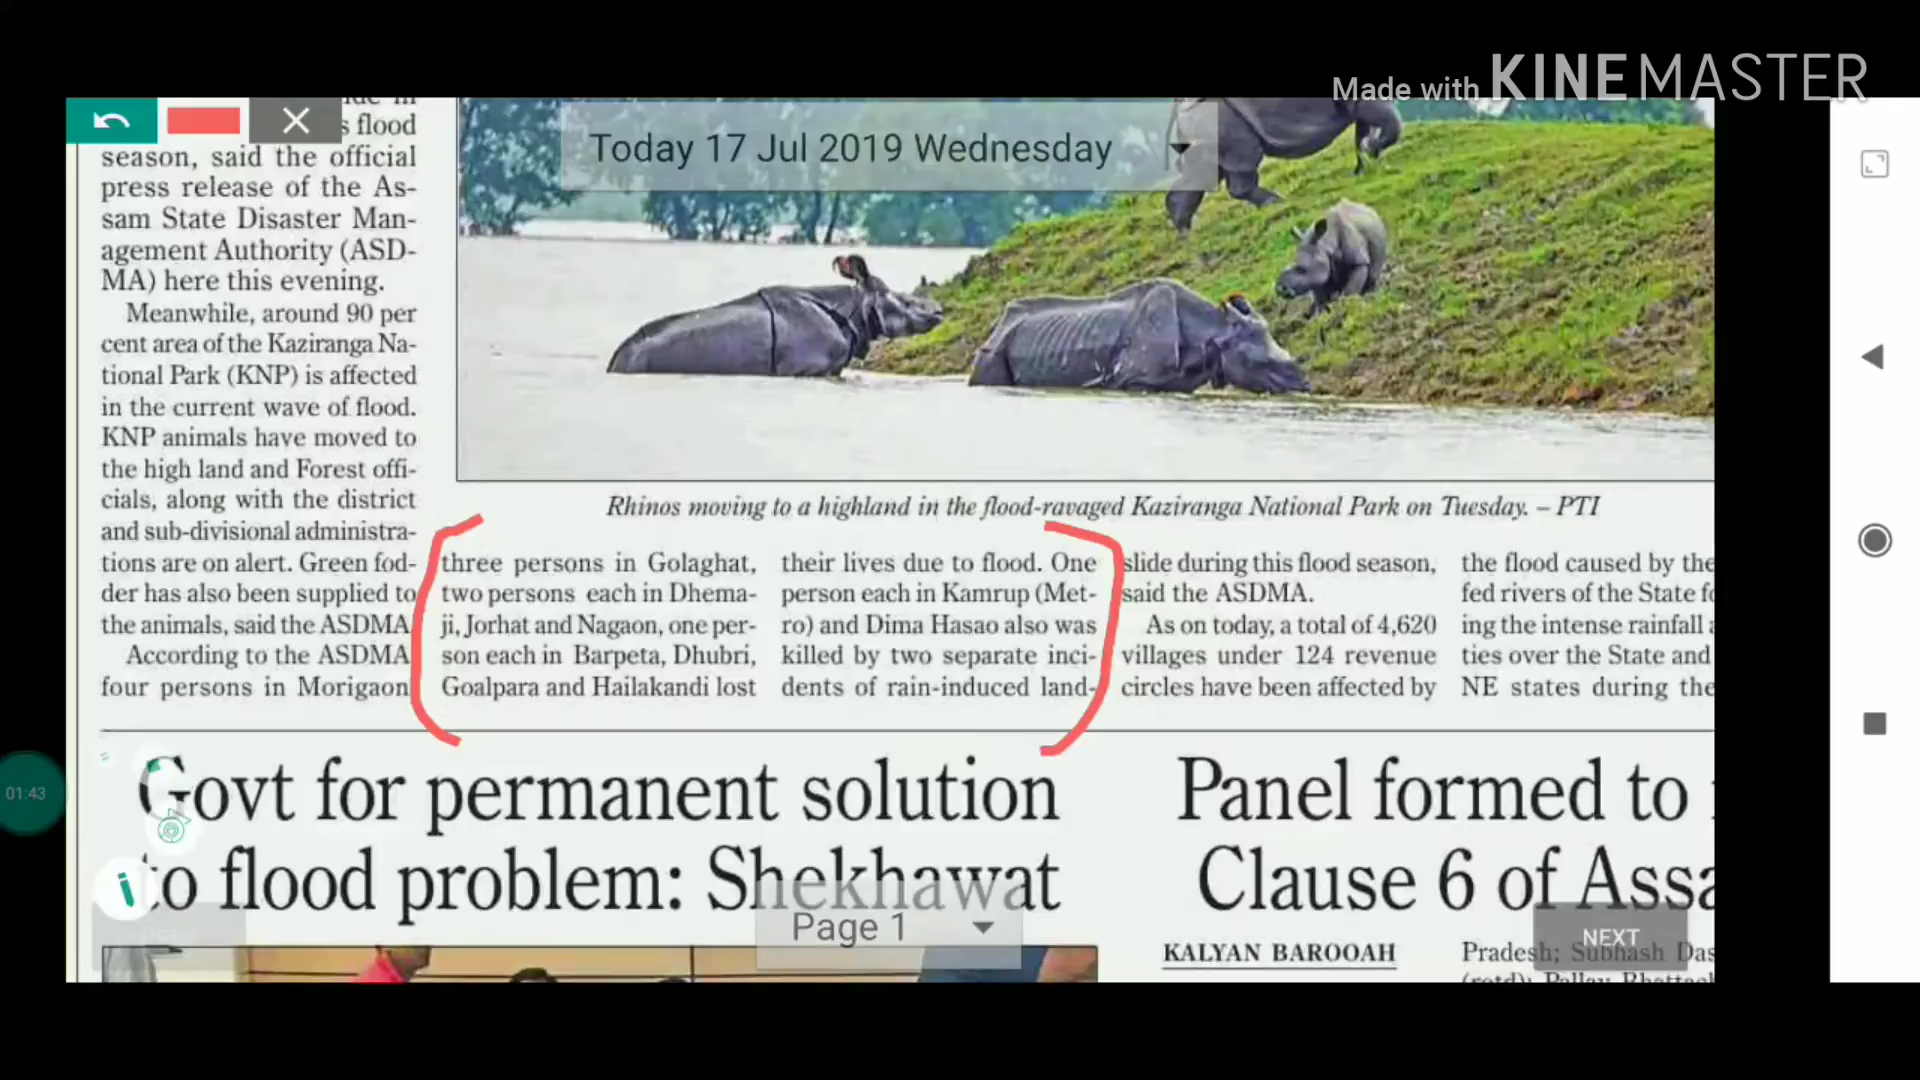 Made with KINEMASTER
Today 17 Jul 2019 Wednesday
s flood
season, said the official
press release of the As-
sam State Disaster Man-
agement Authority (ASD-
MA) here this evening.
Meanwhile, around 90 per
cent area of the Kaziranga Na-
tional Park (KNP) is affected
in the current wave of flood.
KNP animals have moved to
the high land and Forest offi-
cials, along with the district
and sub-divisional administra-
tions are on alert. Green fod-
der has also been supplied to
the animals, said the ASDMA
According to the ASDMA
four persons in Morigaon
Rhinos moving to a highland in the flood-ravaged Kaziranga National Park on Tuesday. – PTI
three persons in Golaghat,
two persons each in Dhema-
ji, Jorhat and Nagaon, one per-
son each in Barpeta, Dhubri,
Goalpara and Hailakandi lost
their lives due to flood. One
person each in Kamrup (Met-
ro) and Dima Hasao also was
killed by two separate inci-
dents of rain-induced land-
slide during this flood season,
said the ASDMA.
As on today, a total of 4,620
villages under 124 revenue
circles have been affected by
the flood caused by the
fed rivers of the State
ing the intense rainfall
ties over the State and
NE states during the
01:43
Govt for permanent solution
to flood problem: Shekhawat
Page 1
Panel formed to
Clause 6 of
KALYAN BAROOAH
Pradesh; Subhash
NEXT